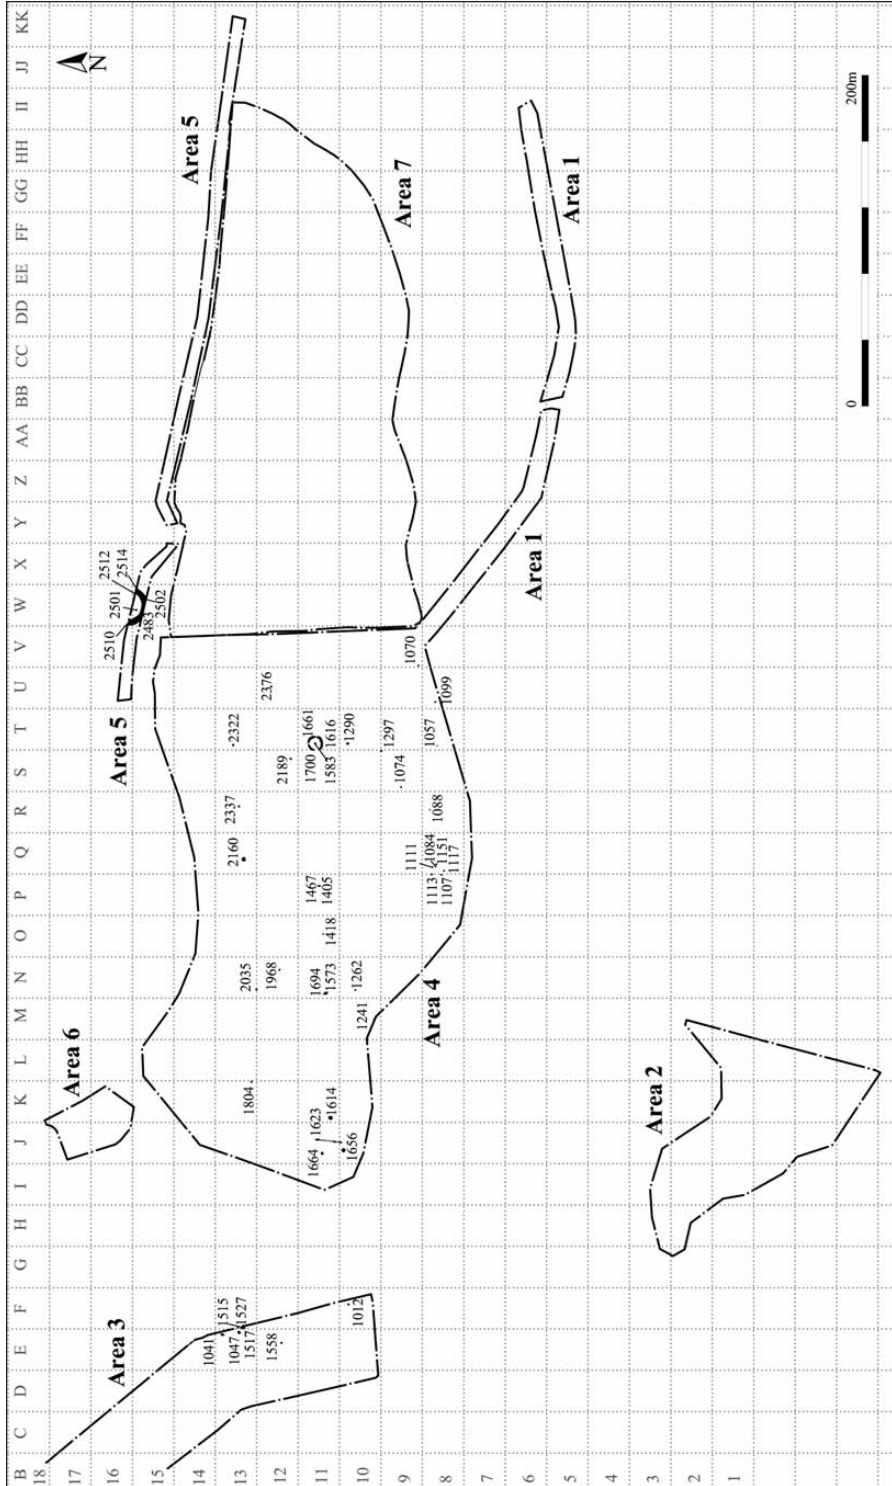 KK
JJ
II
HH
GG
FF
EE
DD
CC
BB
AA
Z
Y
X
W
V
U
T
S
R
Q
P
O
N
M
L
K
J
I
H
G
F
E
D
C
B
18
17
16
15
14
13
12
11
10
9
8
7
6
5
3
2
1
N
0
200m
Area 5
Area 7
Area 1
Area 1
Area 5
2512
2514
2501
2502
2510
2483
1070
2376
1099
2322
1661
1616
1290
1297
1057
2189
1700
1583
1074
2337
1088
2160
1111
1084
1151
1117
1113
1107
1467
1405
1418
2035
1968
1694
1573
1262
1241
Area 4
Area 6
1804
1623
1614
1664
1656
Area 2
Area 3
1515
1527
1041
1047
1517
1558
1012